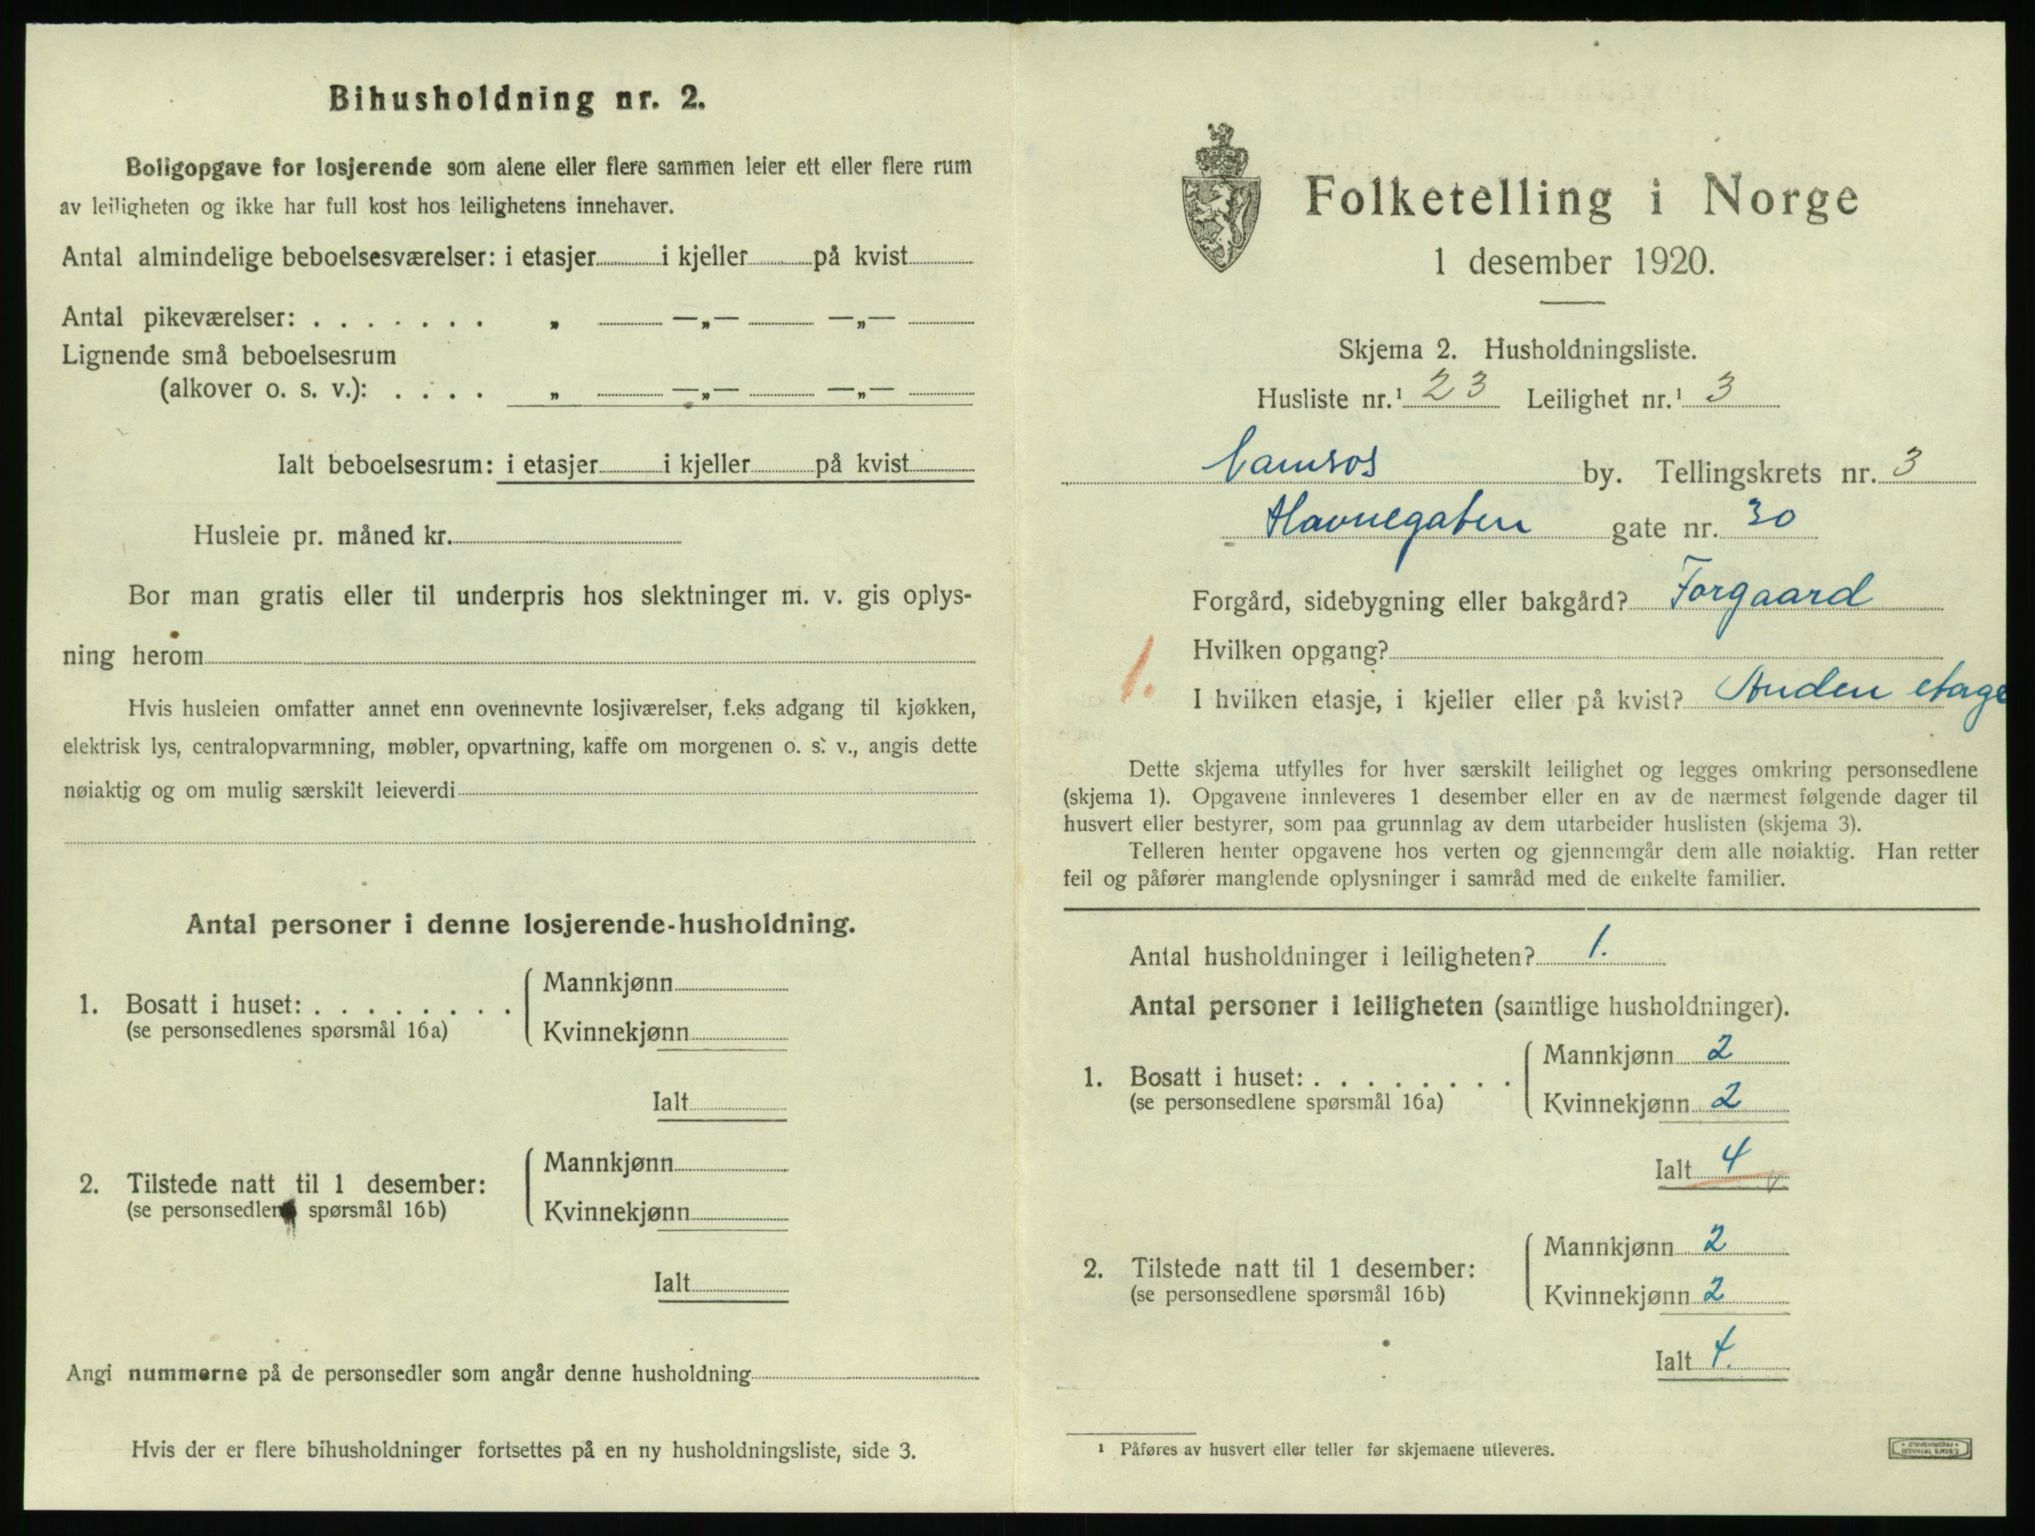 Bihusholdning nr. 2.
Boligopgave for losjerende som alene eller flere sammen leier ett eller flere rum
av leiligheten og ikke har full kost hos leilighetens innehaver.
Antal almindelige beboelsesværelser: i etasjer i kjeller på kvist
Antal pikeværelser: . . . . . . . „ —„— —„—
Lignende små beboelsesrum
(alkover o. s. v.): . . . . „ —„— —„—
Ialt beboelsesrum: i etasjer i kjeller på kvist
Husleie pr. måned kr.
Bor man gratis eller til underpris hos slektninger m. v. gis oplys-
ning herom
Hvis husleien omfatter annet enn ovennevnte losjiværelser, f.eks adgang til kjøkken,
elektrisk lys, centralopvarmning, møbler, opvartning, kaffe om morgenen o. s. v., angis dette
nøiaktig og om mulig særskilt leieverdi
Antal personer i denne losjerende-husholdning.
1. Bosatt i huset: . . . . . . . . Mannkjønn
(se personsedlenes spørsmål 16a) Kvinnekjønn
Ialt
2. Tilstede natt til 1 desember: Mannkjønn
(se personsedlene spørsmål 16b) Kvinnekjønn
Ialt
Angi nummerne på de personsedler som angår denne husholdning
Hvis der er flere bihusholdninger fortsettes på en ny husholdningsliste, side 3.
Folketelling i Norge
1 desember 1920.
Skjema 2. Husholdningsliste.
Husliste nr.¹ 23 Leilighet nr.¹ 3
Namsos by. Tellingskrets nr. 3
Havnegaten gate nr. 30
Forgård, sidebygning eller bakgård? Forgaard
Hvilken opgang?
1.
I hvilken etasje, i kjeller eller på kvist? Anden etage
Dette skjema utfylles for hver særskilt leilighet og legges omkring personsedlene
(skjema 1). Opgavene innleveres 1 desember eller en av de nærmest følgende dager til
husvert eller bestyrer, som paa grunnlag av dem utarbeider huslisten (skjema 3).
Telleren henter opgavene hos verten og gjennemgår dem alle nøiaktig. Han retter
feil og påfører manglende oplysninger i samråd med de enkelte familier.
Antal husholdninger i leiligheten? 1.
Antal personer i leiligheten (samtlige husholdninger).
1. Bosatt i huset: . . . . . . . . Mannkjønn 2
(se personsedlene spørsmål 16a) Kvinnekjønn 2
Ialt 4
2. Tilstede natt til 1 desember: Mannkjønn 2
(se personsedlene spørsmål 16b) Kvinnekjønn 2
Ialt 4.
¹ Påføres av husvert eller teller før skjemaene utleveres.